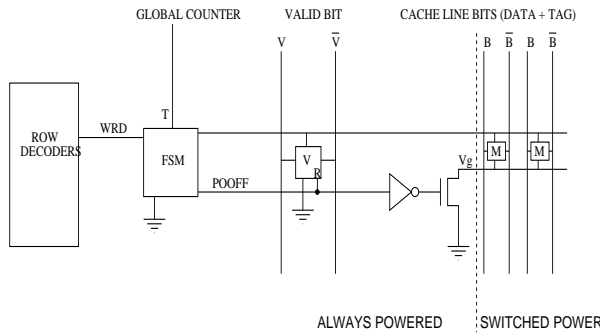 GLOBAL COUNTER
VALID BIT
CACHE LINE BITS (DATA + TAG)
V
V̅
B
B̅
B
B̅
T
WRD
ROW
DECODERS
FSM
V
R
M
M
Vg
POOFF
ALWAYS POWERED
SWITCHED POWER